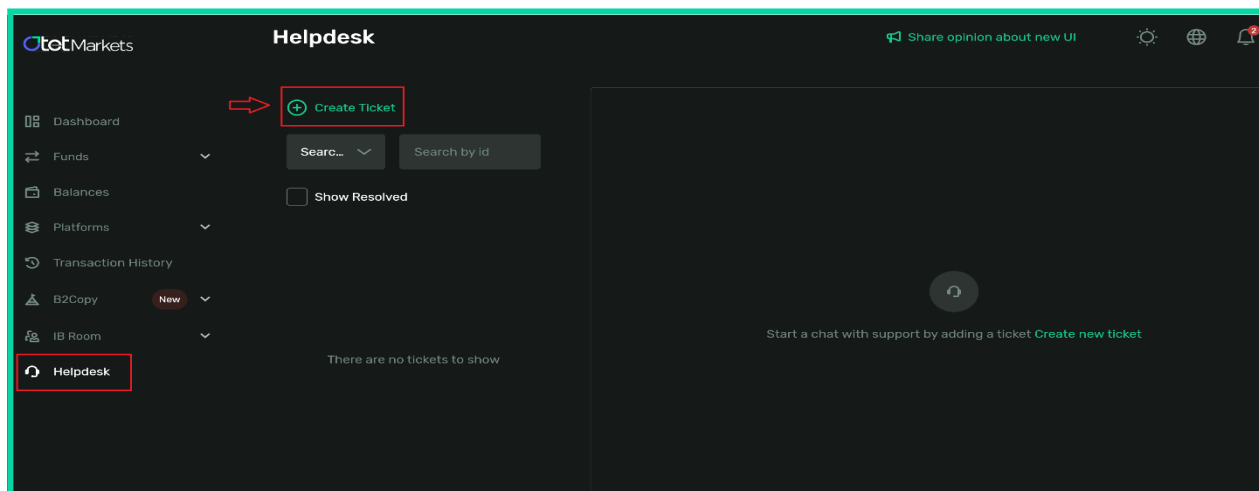 OtetMarkets
Helpdesk
Share opinion about new UI
2
Create Ticket
Dashboard
Searc...
Search by id
Funds
Balances
Show Resolved
Platforms
Transaction History
B2Copy
New
IB Room
Start a chat with support by adding a ticket Create new ticket
There are no tickets to show
Helpdesk